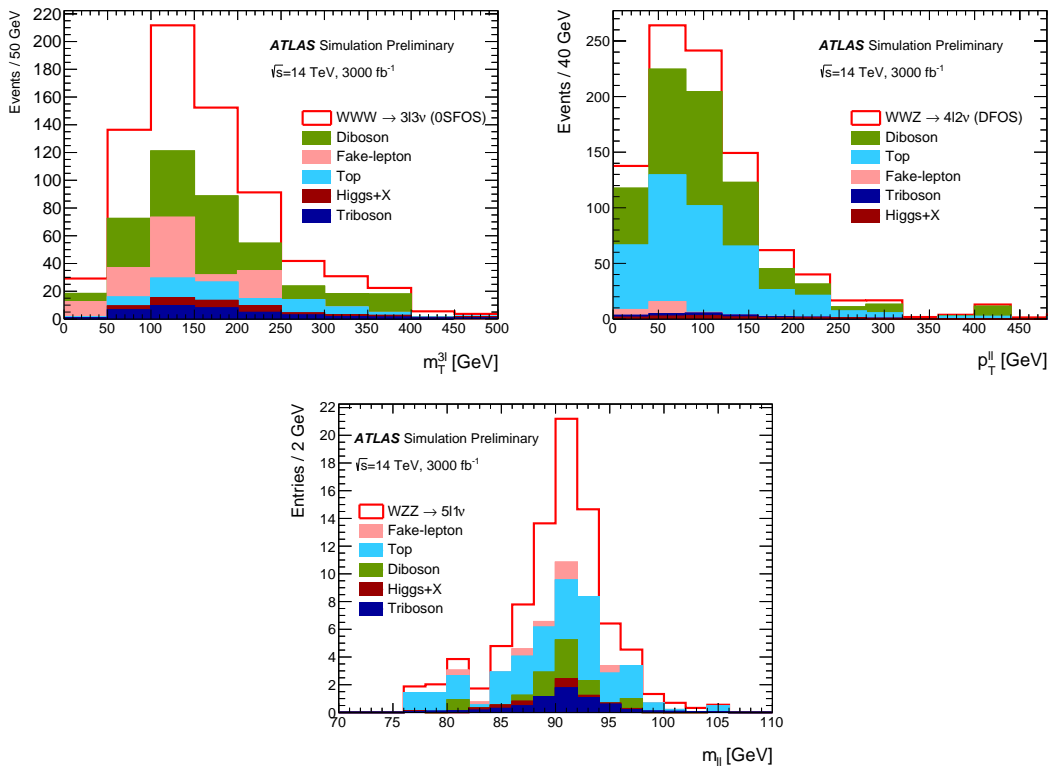 Events / 50 GeV
220
200
180
160
140
120
100
80
60
40
20
0
ATLAS Simulation Preliminary
√s=14 TeV, 3000 fb⁻¹
WWW → 3l3ν (0SFOS)
Diboson
Fake-lepton
Top
Higgs+X
Triboson
0 50 100 150 200 250 300 350 400 450 500
m_T^3l [GeV]
Events / 40 GeV
250
200
150
100
50
0
ATLAS Simulation Preliminary
√s=14 TeV, 3000 fb⁻¹
WWZ → 4l2ν (DFOS)
Diboson
Top
Fake-lepton
Triboson
Higgs+X
0 50 100 150 200 250 300 350 400 450
p_T^ll [GeV]
Entries / 2 GeV
22
20
18
16
14
12
10
8
6
4
2
0
ATLAS Simulation Preliminary
√s=14 TeV, 3000 fb⁻¹
WZZ → 5l1ν
Fake-lepton
Top
Diboson
Higgs+X
Triboson
70 75 80 85 90 95 100 105 110
m_ll [GeV]